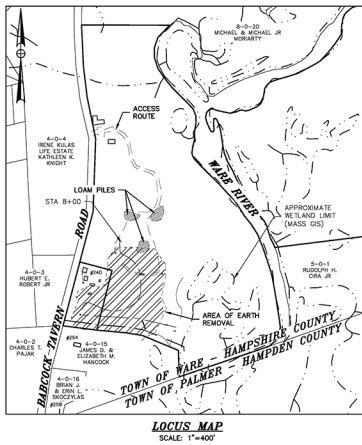 8-0-20
MICHAEL & MICHAEL JR
MORIARTY
ACCESS
ROUTE
4-0-4
IRENE KULAS
LIFE ESTATE
KATHLEEN K.
KNIGHT
WARE RIVER
LOAM PILES
STA 8+00
APPROXIMATE
WETLAND LIMIT
(MASS GIS)
ROAD
#240
5-0-1
RUDOLPH H.
CIRA JR
4-0-3
HUBERT E.
ROBERT JR
AREA OF EARTH
REMOVAL
#254
4-0-2
CHARLES T.
PAJAK
4-0-15
JAMES D. &
ELIZABETH M.
HANCOCK
BABCOCK-TAVERN
TOWN OF WARE - HAMPSHIRE COUNTY
TOWN OF PALMER - HAMPDEN COUNTY
4-0-16
BRIAN J.
& ERIN L.
SKOCZYLAS
#258
LOCUS MAP
SCALE: 1"=400'